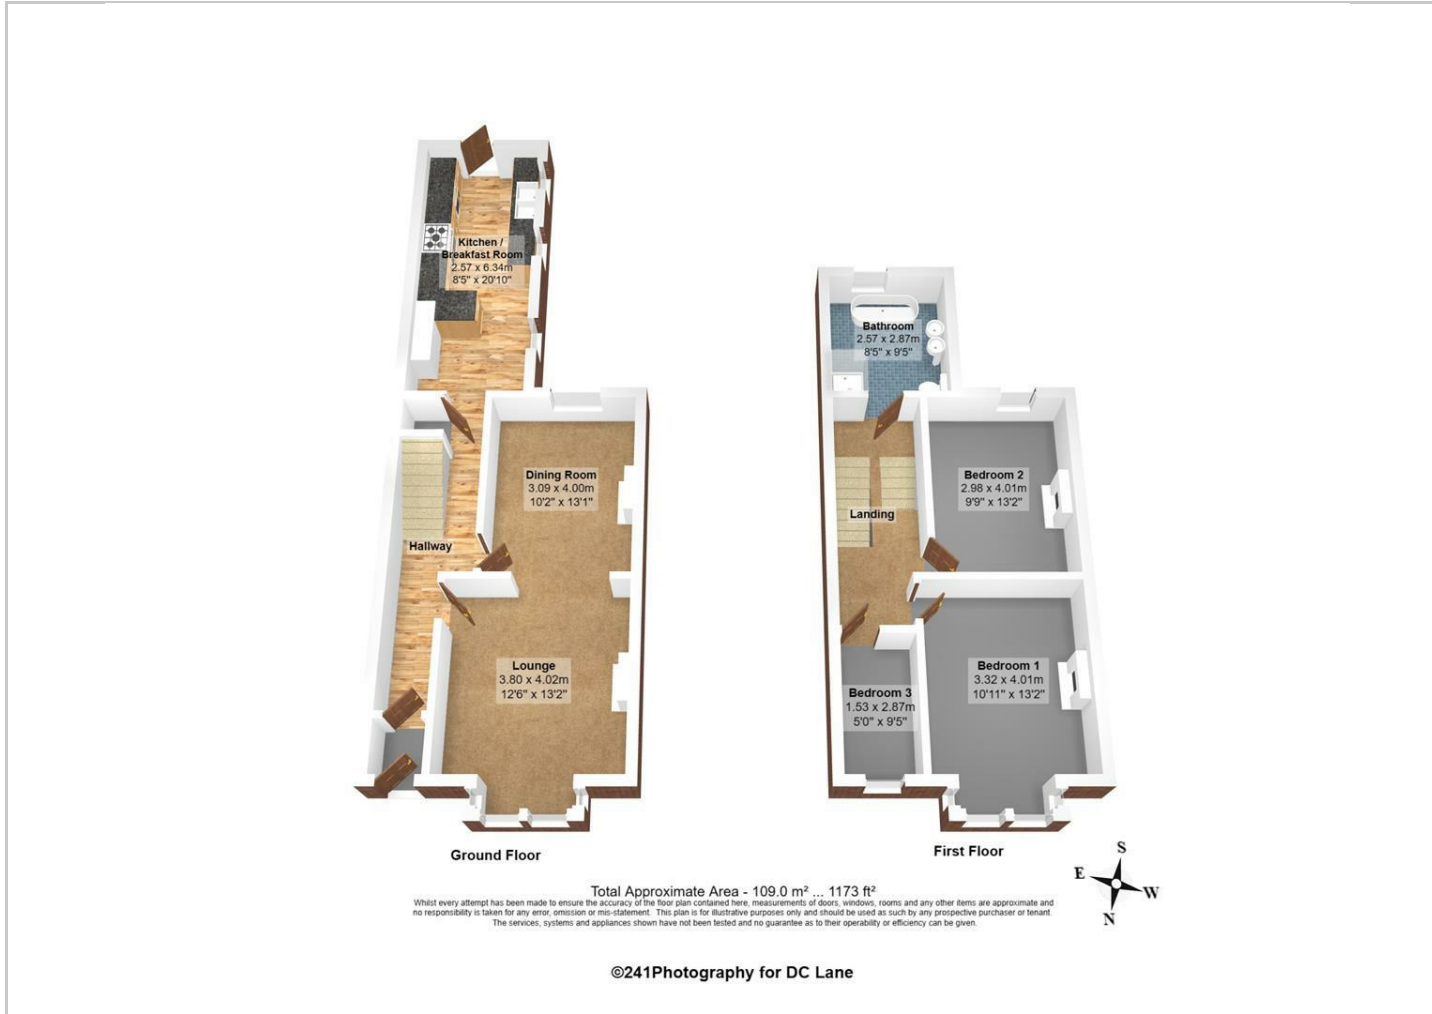 Kitchen /
Breakfast Room
2.57 x 6.34m
8'5" x 20'10"
Bathroom
2.57 x 2.87m
8'5" x 9'5"
Dining Room
3.09 x 4.00m
10'2" x 13'1"
Bedroom 2
2.98 x 4.01m
9'9" x 13'2"
Landing
Hallway
Lounge
3.80 x 4.02m
12'6" x 13'2"
Bedroom 3
1.53 x 2.87m
5'0" x 9'5"
Bedroom 1
3.32 x 4.01m
10'11" x 13'2"
Ground Floor
First Floor
S
E
W
N
Total Approximate Area - 109.0 m² ... 1173 ft²
Whilst every attempt has been made to ensure the accuracy of the floor plan contained here, measurements of doors, windows, rooms and any other items are approximate and
no responsibility is taken for any error, omission or mis-statement. This plan is for illustrative purposes only and should be used as such by any prospective purchaser or tenant.
The services, systems and appliances shown have not been tested and no guarantee as to their operability or efficiency can be given.
©241Photography for DC Lane